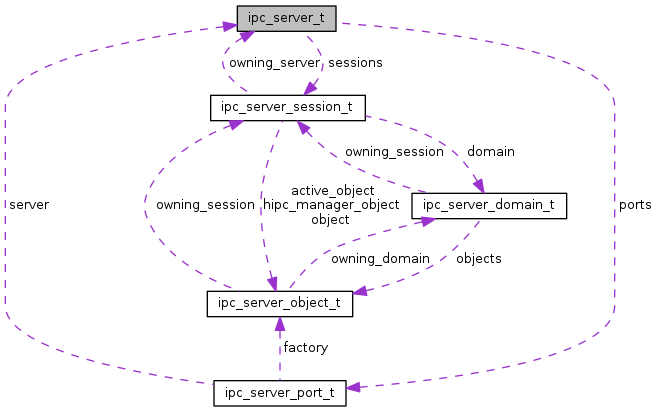 ipc_server_t
owning_server
sessions
ipc_server_session_t
owning_session
domain
active_object
hipc_manager_object
object
server
owning_session
ipc_server_domain_t
ports
owning_domain
objects
ipc_server_object_t
factory
ipc_server_port_t